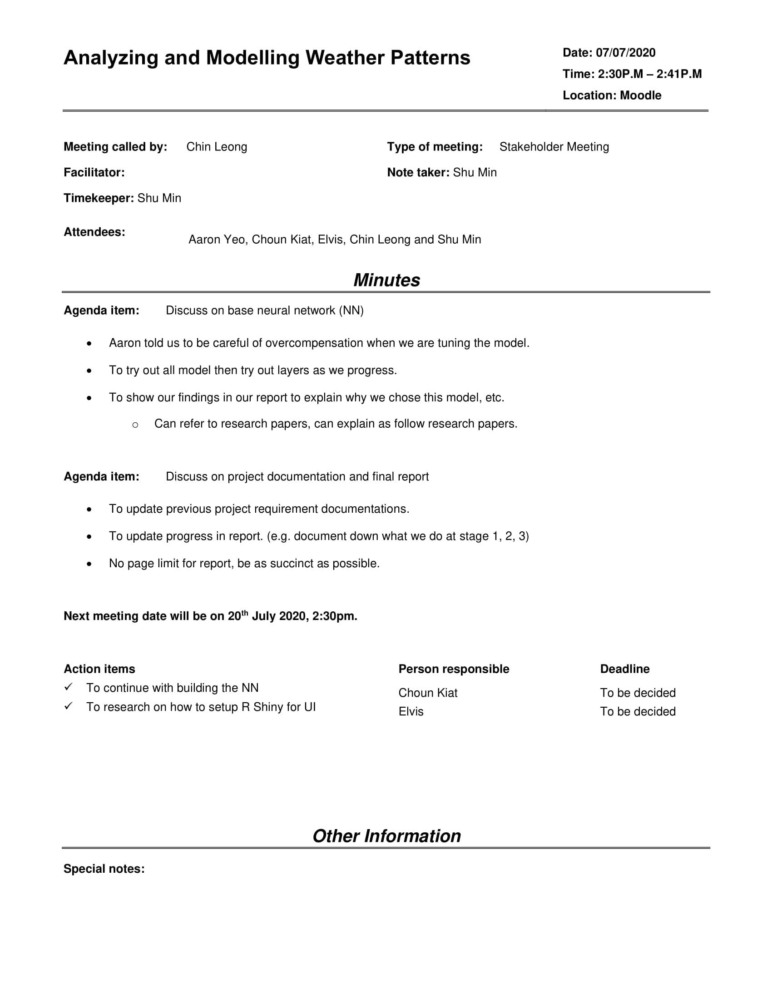 Analyzing and Modelling Weather Patterns
Date: 07/07/2020
Time: 2:30P.M – 2:41P.M
Location: Moodle
Meeting called by: Chin Leong Type of meeting: Stakeholder Meeting
Facilitator: Note taker: Shu Min
Timekeeper: Shu Min
Attendees: Aaron Yeo, Choun Kiat, Elvis, Chin Leong and Shu Min
Minutes
Agenda item: Discuss on base neural network (NN)
• Aaron told us to be careful of overcompensation when we are tuning the model.
• To try out all model then try out layers as we progress.
• To show our findings in our report to explain why we chose this model, etc.
o Can refer to research papers, can explain as follow research papers.
Agenda item: Discuss on project documentation and final report
• To update previous project requirement documentations.
• To update progress in report. (e.g. document down what we do at stage 1, 2, 3)
• No page limit for report, be as succinct as possible.
Next meeting date will be on 20th July 2020, 2:30pm.
Action items Person responsible Deadline
✓ To continue with building the NN Choun Kiat To be decided
✓ To research on how to setup R Shiny for UI Elvis To be decided
Other Information
Special notes: